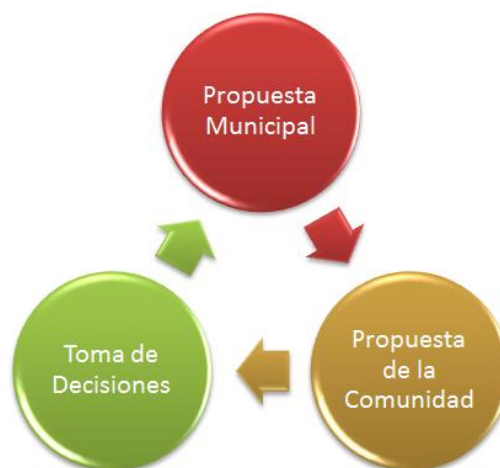 Propuesta
Municipal
Propuesta
de la
Comunidad
Toma de
Decisiones